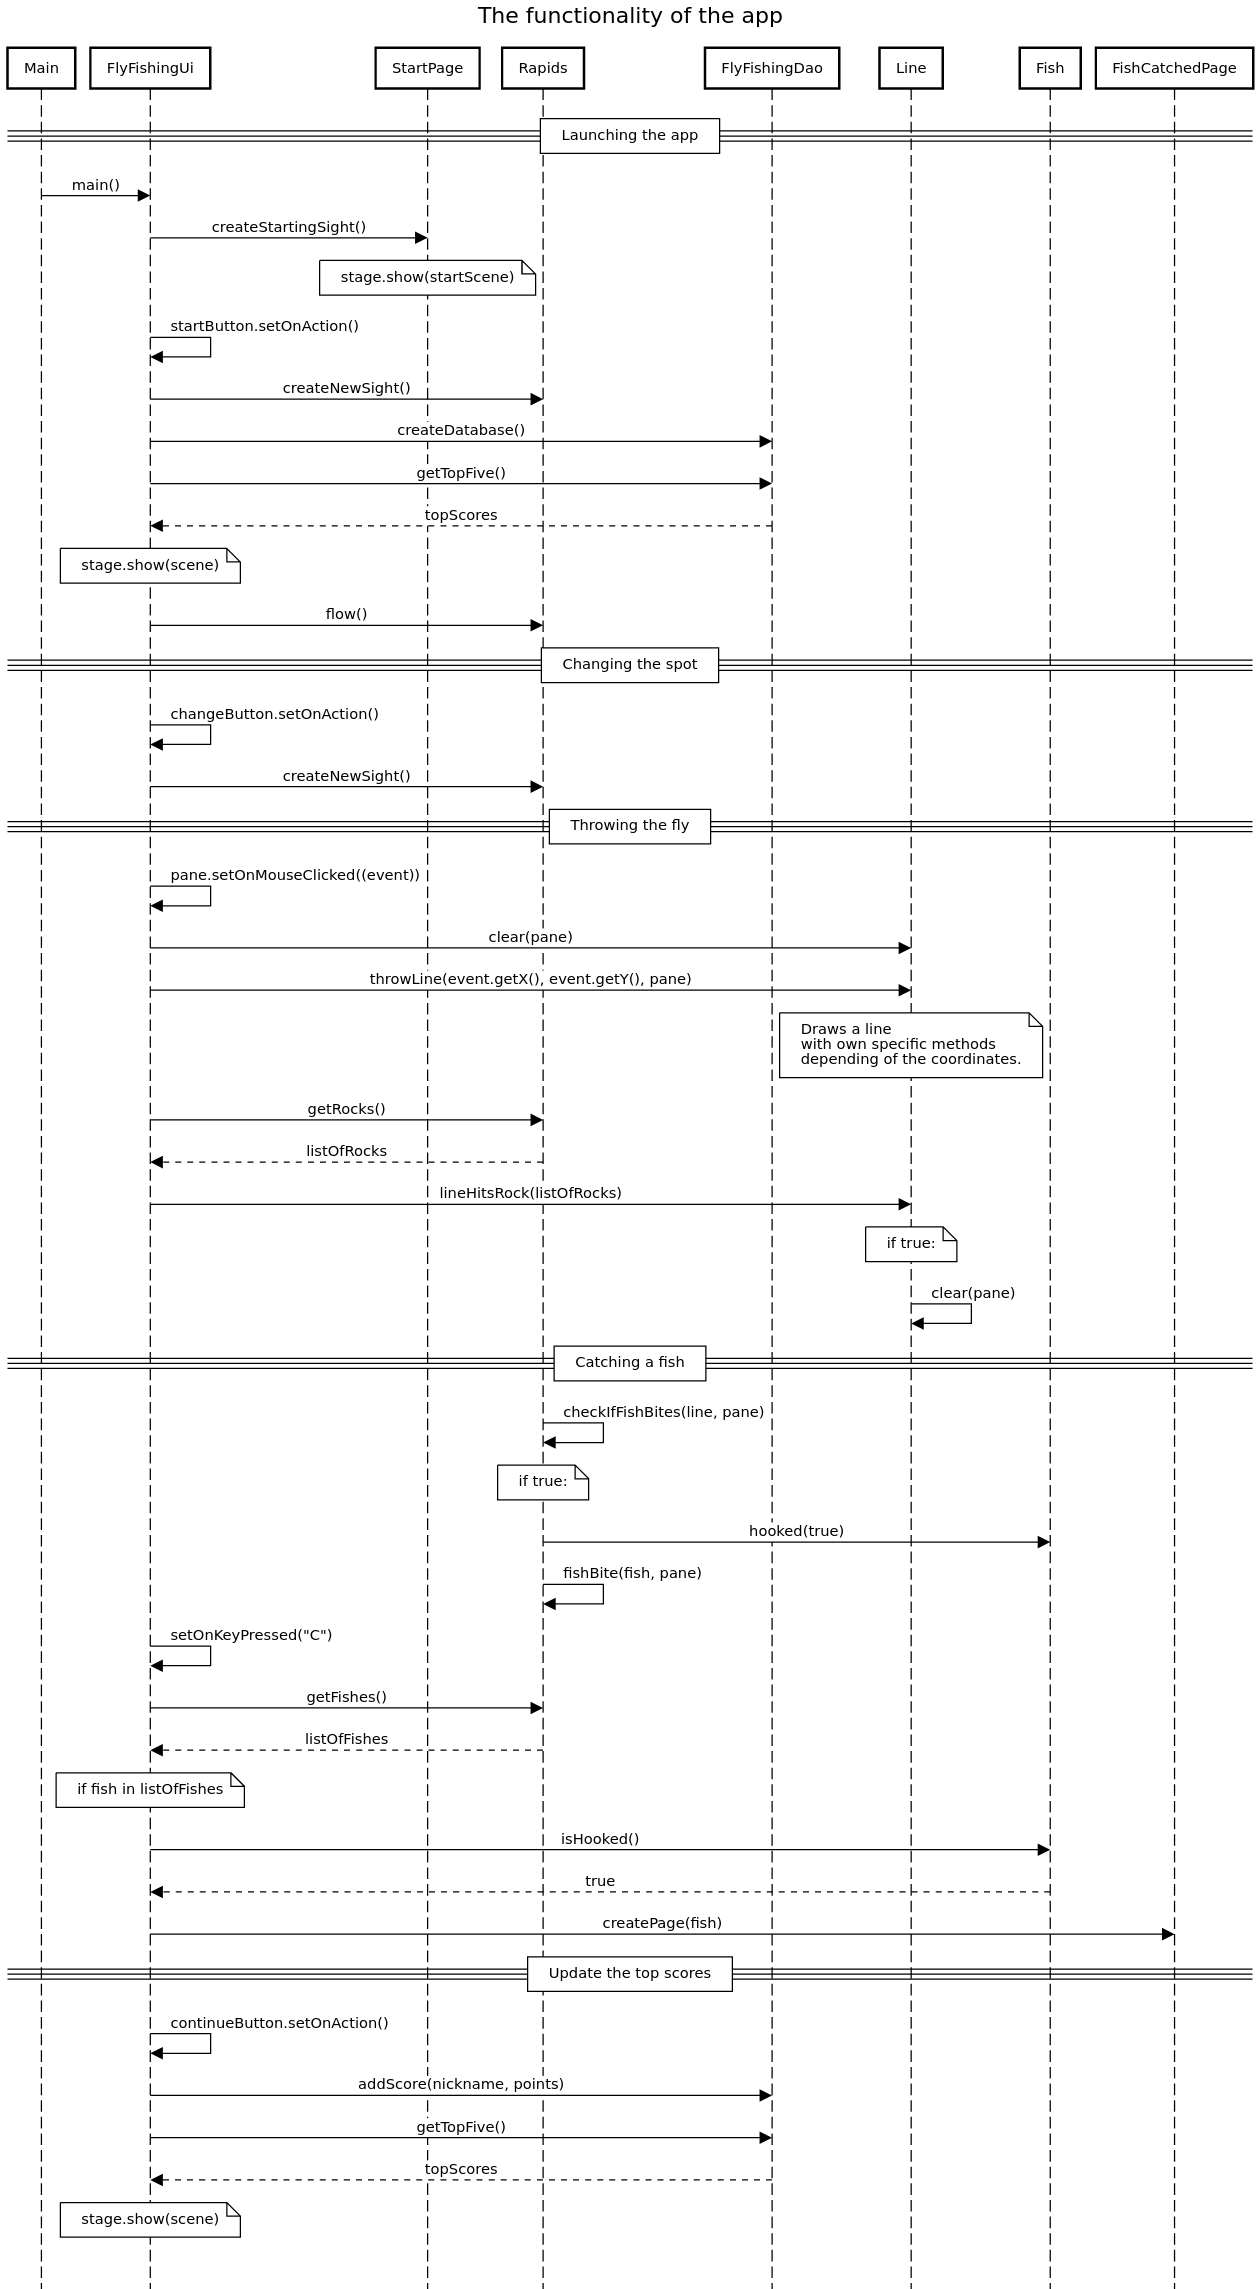 The functionality of the app
Main
FlyFishingUi
StartPage
Rapids
FlyFishingDao
Line
Fish
FishCatchedPage
Launching the app
main()
createStartingSight()
stage.show(startScene)
startButton.setOnAction()
createNewSight()
createDatabase()
getTopFive()
topScores
stage.show(scene)
flow()
Changing the spot
changeButton.setOnAction()
createNewSight()
Throwing the fly
pane.setOnMouseClicked((event))
clear(pane)
throwLine(event.getX(), event.getY(), pane)
Draws a line
with own specific methods
depending of the coordinates.
getRocks()
listOfRocks
lineHitsRock(listOfRocks)
if true:
clear(pane)
Catching a fish
checkIfFishBites(line, pane)
if true:
hooked(true)
fishBite(fish, pane)
setOnKeyPressed("C")
getFishes()
listOfFishes
if fish in listOfFishes
isHooked()
true
createPage(fish)
Update the top scores
continueButton.setOnAction()
addScore(nickname, points)
getTopFive()
topScores
stage.show(scene)